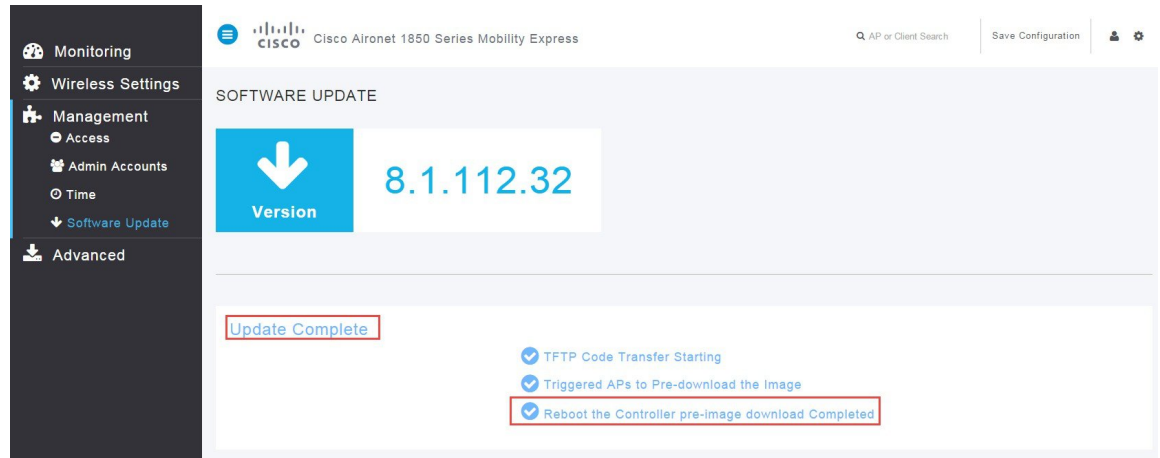 Monitoring
Wireless Settings
Management
Access
Admin Accounts
Time
Software Update
Advanced
CISCO Cisco Aironet 1850 Series Mobility Express
AP or Client Search
Save Configuration
SOFTWARE UPDATE
Version
8.1.112.32
Update Complete
TFTP Code Transfer Starting
Triggered APs to Pre-download the Image
Reboot the Controller pre-image download Completed